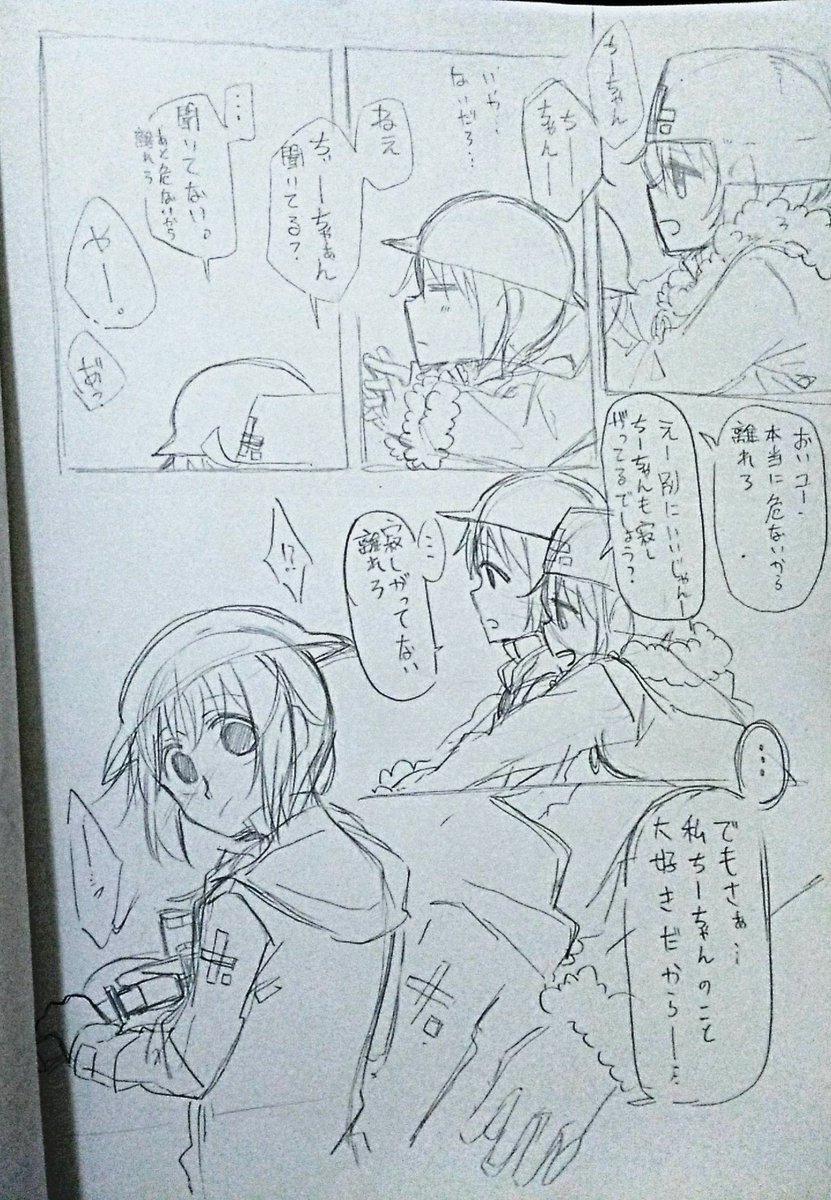 ちーちゃん
ちー
ちゃんー
いや…
ないだろ…
ねえ
ちぃーちゃぁん
聞いてる?
…
聞いてない。
あと危ないから
離れろ
やー。
おい コー.
本当に危ないから
離れろ
えー別にいいじゃんー
ちーちゃんも寂し
がってるでしょう?
…
寂しがってない
離れろ
!?
…
でもさぁ…
私ちーちゃんのこと
大好きだからー…